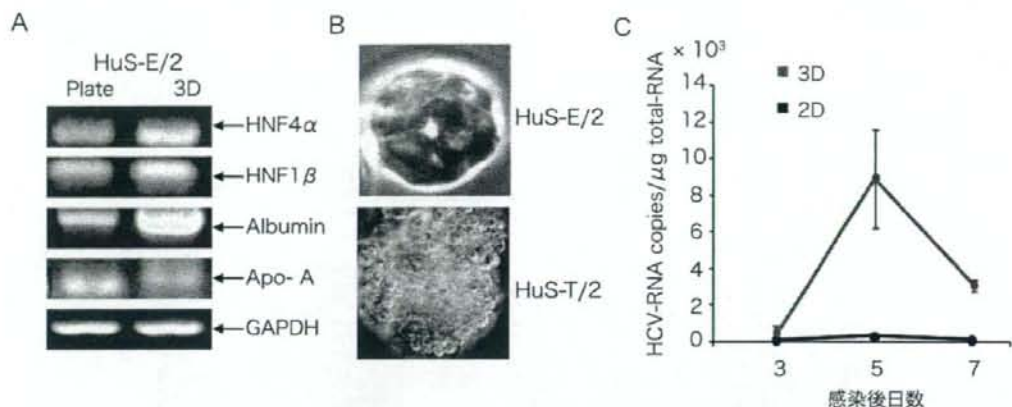 A
HuS-E/2
Plate 3D
HNF4α
HNF1β
Albumin
Apo- A
GAPDH
B
HuS-E/2
HuS-T/2
C
× 10³
HCV-RNA copies/μg total-RNA
14
12
10
8
6
4
2
0
3D
2D
3 5 7
感染後日数